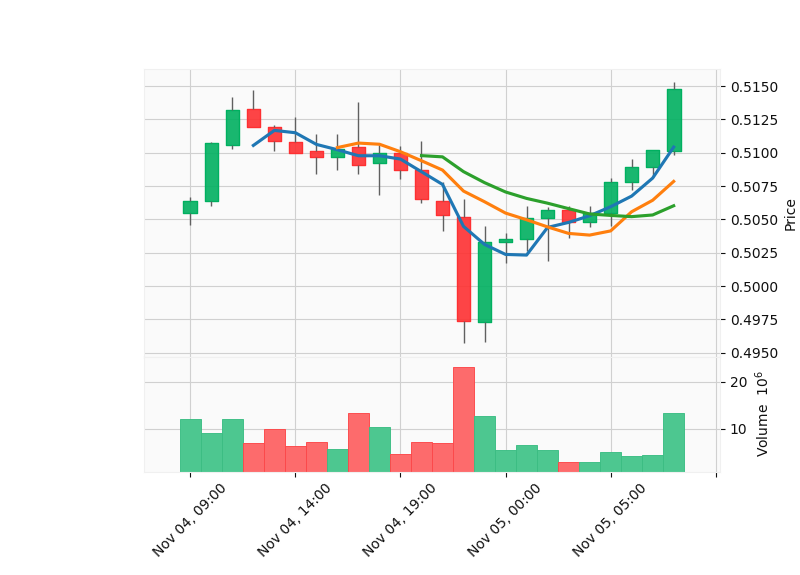 0.5150
0.5125
0.5100
0.5075
0.5050
0.5025
0.5000
0.4975
0.4950
Price
20
10
Volume 10^6
Nov 04, 09:00
Nov 04, 14:00
Nov 04, 19:00
Nov 05, 00:00
Nov 05, 05:00